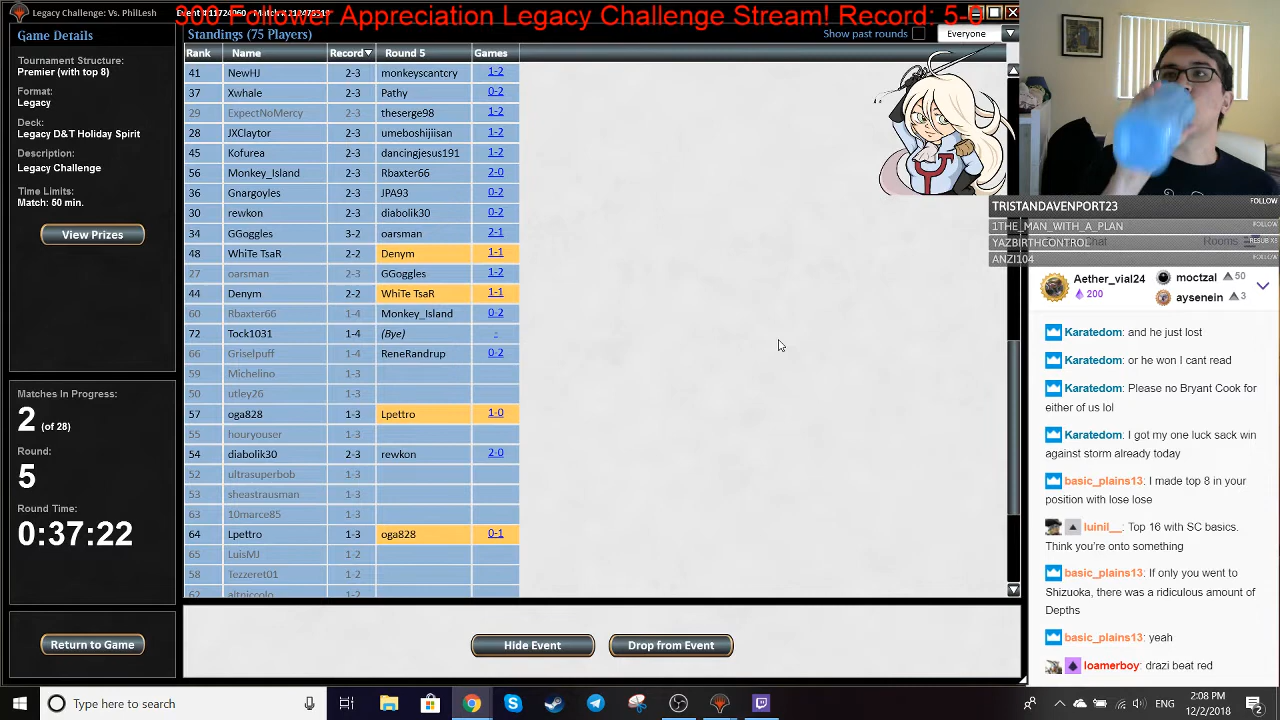 Legacy Challenge: Vs. PhilLesh
300 Follower Appreciation Legacy Challenge Stream! Record: 5-0
Game Details
Tournament Structure:
Premier (with top 8)
Format:
Legacy
Deck:
Legacy D&T Holiday Spirit
Description:
Legacy Challenge
Time Limits:
Match: 50 min.
View Prizes
Matches In Progress:
2 (of 28)
Round:
5
Round Time:
0:37:22
Return to Game
Standings (75 Players)
Show past rounds
Everyone
Rank Name Record Round 5 Games
41 NewHJ 2-3 monkeyscantcry 1-2
37 Xwhale 2-3 Pathy 0-2
29 ExpectNoMercy 2-3 theserge98 1-2
28 JXClaytor 2-3 umeboshijiisan 1-2
45 Kofurea 2-3 dancingjesus191 1-2
56 Monkey_Island 2-3 Rbaxter66 2-0
36 Gnargoyles 2-3 JPA93 0-2
30 rewkon 2-3 diabolik30 0-2
34 GGoggles 3-2 oarsman 2-1
48 WhiTe TsaR 2-2 Denym 1-1
27 oarsman 2-3 GGoggles 1-2
44 Denym 2-2 WhiTe TsaR 1-1
60 Rbaxter66 1-4 Monkey_Island 0-2
72 Tock1031 1-4 (Bye) -
66 Griselpuff 1-4 ReneRandrup 0-2
59 Michelino 1-3
50 utley26 1-3
57 oga828 1-3 Lpettro 1-0
55 houryouser 1-3
54 diabolik30 2-3 rewkon 2-0
52 ultrasuperbob 1-3
53 sheastrausman 1-3
63 10marce85 1-3
64 Lpettro 1-3 oga828 0-1
65 LuisMJ 1-2
58 Tezzeret01 1-2
62 altniccolo 1-2
Hide Event
Drop from Event
TRISTANDAVENPORT23 FOLLOW
1THE_MAN_WITH_A_PLAN FOLLOW
YAZBIRTHCONTROL RESUB X8
Chat Rooms
ANZI104 FOLLOW
Aether_vial24
200
moctzal 50
aysenein 3
Karatedom: and he just lost
Karatedom: or he won I cant read
Karatedom: Please no Bryant Cook for
either of us lol
Karatedom: I got my one luck sack win
against storm already today
basic_plains13: I made top 8 in your
position with lose lose
luinil__: Top 16 with SC basics.
Think you're onto something
basic_plains13: If only you went to
Shizuoka, there was a ridiculous amount of
Depths
basic_plains13: yeah
loamerboy: drazi beat red
Type here to search
ENG
2:08 PM
12/2/2018
2